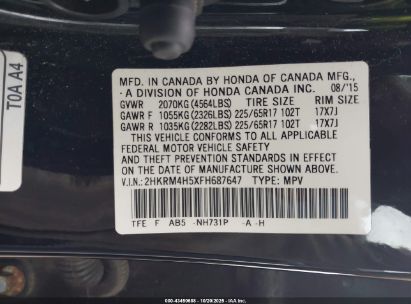 T0A A4
MFD. IN CANADA BY HONDA OF CANADA MFG.,
A DIVISION OF HONDA CANADA INC. 08/'15
GVWR 2070KG (4564LBS) TIRE SIZE RIM SIZE
GAWR F 1055KG (2326LBS) 225/65R17 102T 17X7J
GAWR R 1035KG (2282LBS) 225/65R17 102T 17X7J
THIS VEHICLE CONFORMS TO ALL APPLICABLE
FEDERAL MOTOR VEHICLE SAFETY
STANDARDS IN EFFECT ON THE DATE OF
MANUFACTURE SHOWN ABOVE.
V.I.N.: 2HKRM4H5XFH687647 TYPE: MPV
TFE F AB5 -NH731P -A -H